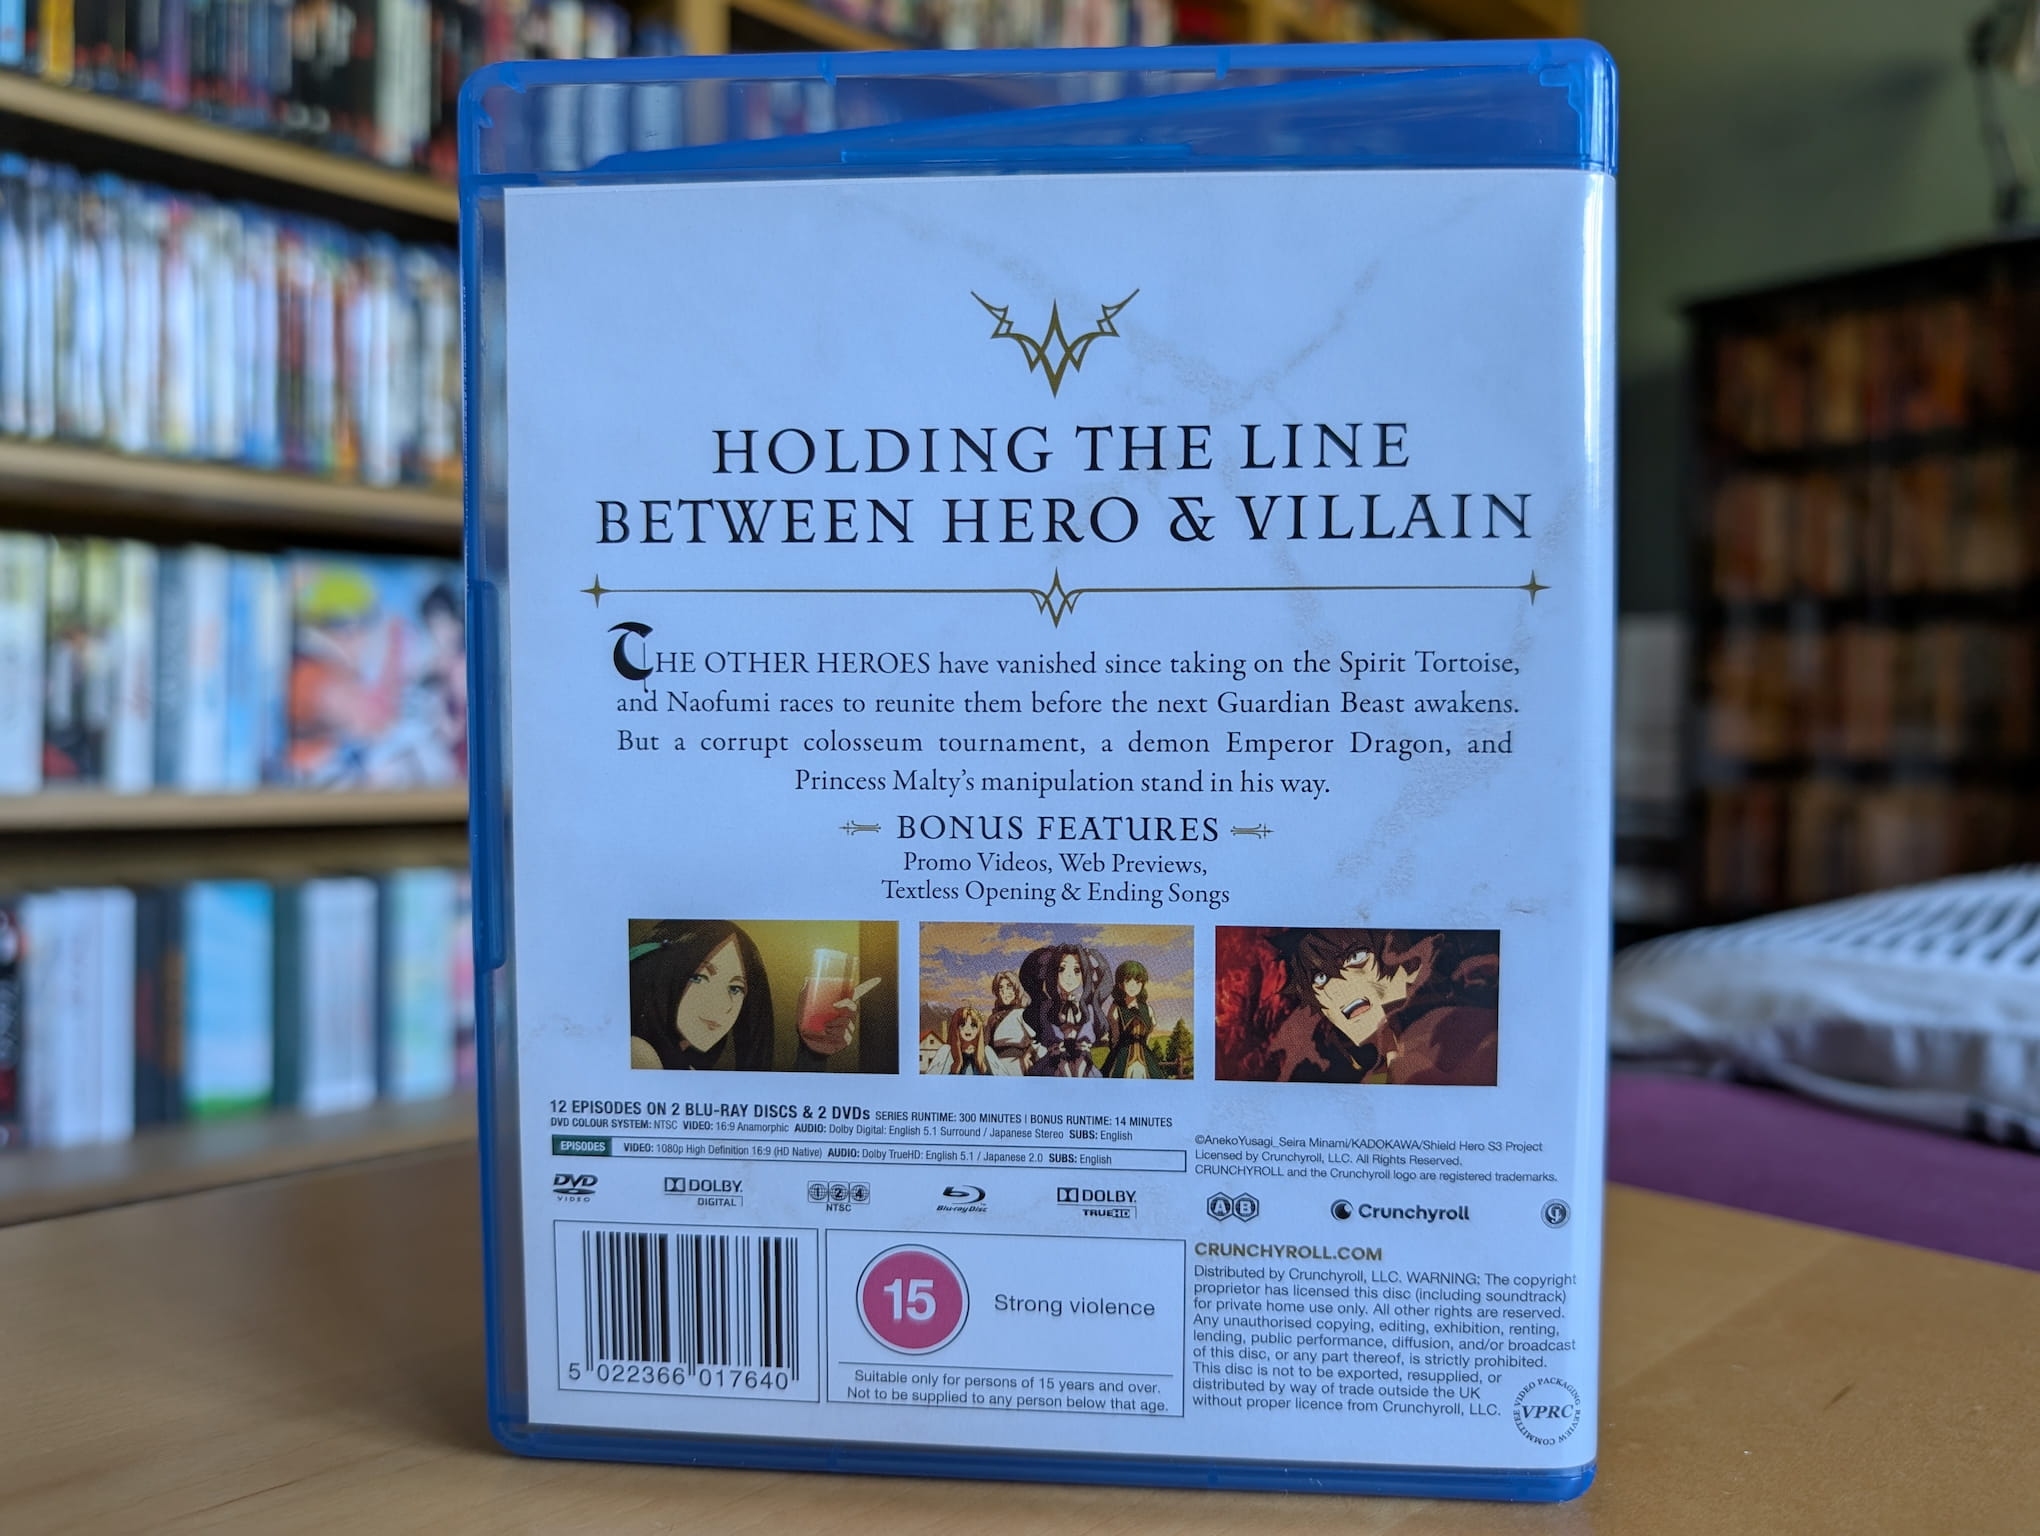 HOLDING THE LINE
BETWEEN HERO & VILLAIN
THE OTHER HEROES have vanished since taking on the Spirit Tortoise,
and Naofumi races to reunite them before the next Guardian Beast awakens.
But a corrupt colosseum tournament, a demon Emperor Dragon, and
Princess Malty's manipulation stand in his way.
BONUS FEATURES
Promo Videos, Web Previews,
Textless Opening & Ending Songs
12 EPISODES ON 2 BLU-RAY DISCS & 2 DVDs SERIES RUNTIME: 300 MINUTES | BONUS RUNTIME: 14 MINUTES
DVD COLOUR SYSTEM: NTSC VIDEO: 16:9 Anamorphic AUDIO: Dolby Digital: English 5.1 Surround / Japanese Stereo SUBS: English
EPISODES VIDEO: 1080p High Definition 16:9 (HD Native) AUDIO: Dolby TrueHD: English 5.1 / Japanese 2.0 SUBS: English
©AnekoYusagi_Seira Minami/KADOKAWA/Shield Hero S3 Project
Licensed by Crunchyroll, LLC. All Rights Reserved.
CRUNCHYROLL and the Crunchyroll logo are registered trademarks.
DVD
VIDEO
DOLBY
DIGITAL
1 2 4
NTSC
Blu-ray Disc
DOLBY
TRUEHD
A B
Crunchyroll
5 022366 017640
15
Strong violence
Suitable only for persons of 15 years and over.
Not to be supplied to any person below that age.
CRUNCHYROLL.COM
Distributed by Crunchyroll, LLC. WARNING: The copyright
proprietor has licensed this disc (including soundtrack)
for private home use only. All other rights are reserved.
Any unauthorised copying, editing, exhibition, renting,
lending, public performance, diffusion, and/or broadcast
of this disc, or any part thereof, is strictly prohibited.
This disc is not to be exported, resupplied, or
distributed by way of trade outside the UK
without proper licence from Crunchyroll, LLC.
VIDEO PACKAGING REVIEW COMMITTEE
VPRC